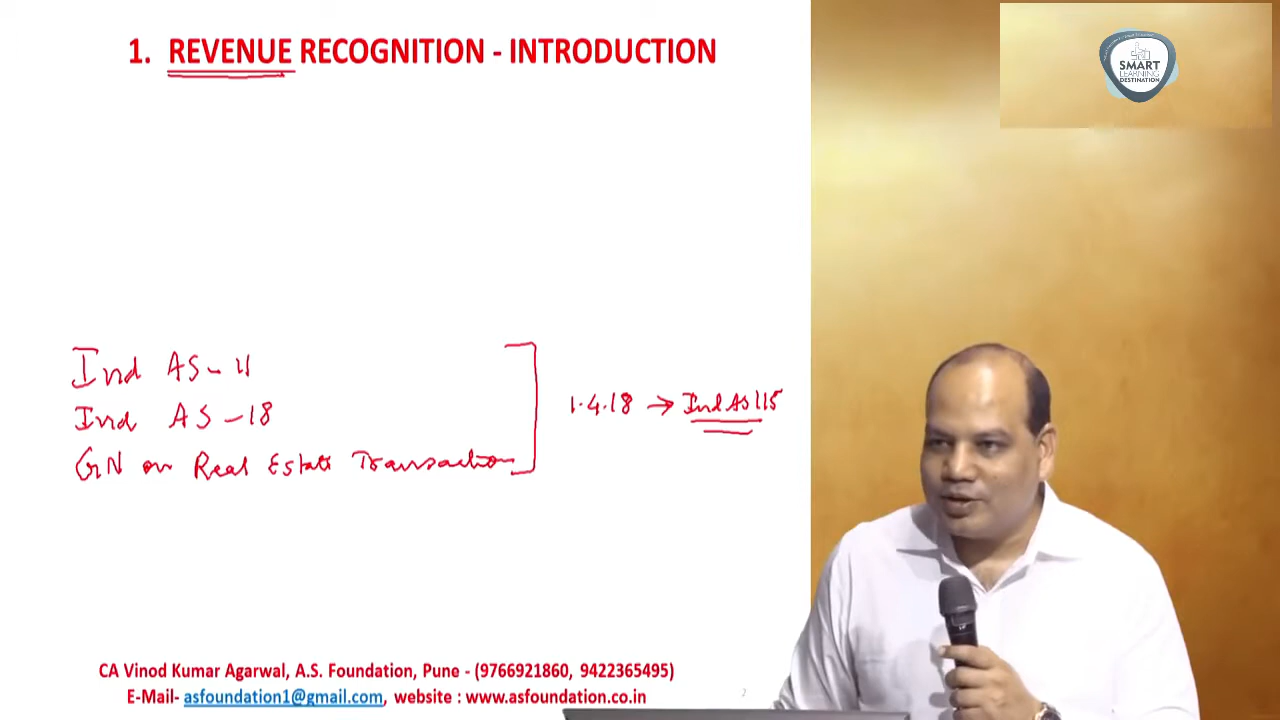 1. REVENUE RECOGNITION - INTRODUCTION
SMART
LEARNING
DESTINATION
Ind AS - 11
Ind AS - 18
GN on Real Estate Transaction
1.4.18 → Ind AS 115
CA Vinod Kumar Agarwal, A.S. Foundation, Pune - (9766921860, 9422365495)
E-Mail- asfoundation1@gmail.com, website : www.asfoundation.co.in
2